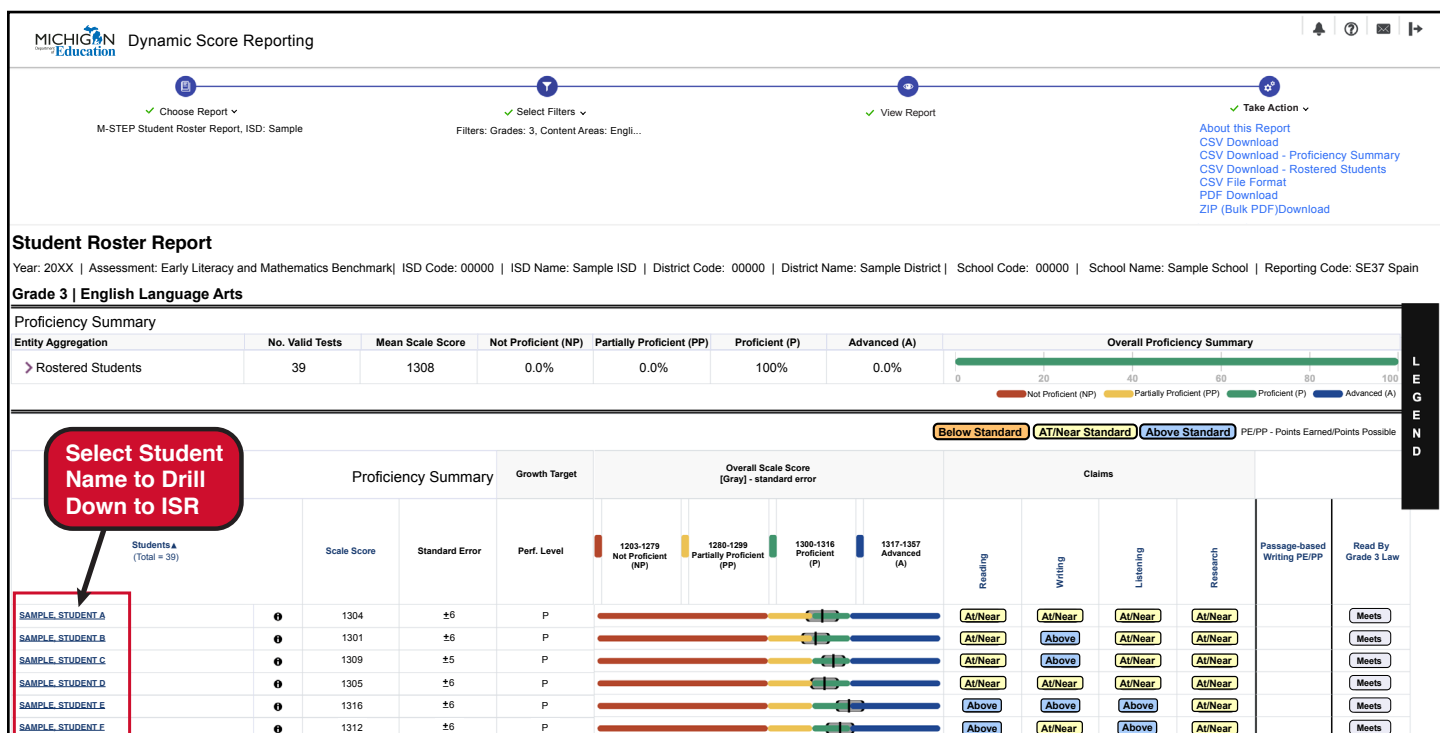 MICHIGAN
Department of Education
Dynamic Score Reporting
Choose Report
M-STEP Student Roster Report, ISD: Sample
Select Filters
Filters: Grades: 3, Content Areas: Engli...
View Report
Take Action
About this Report
CSV Download
CSV Download - Proficiency Summary
CSV Download - Rostered Students
CSV File Format
PDF Download
ZIP (Bulk PDF)Download
Student Roster Report
Year: 20XX | Assessment: Early Literacy and Mathematics Benchmark| ISD Code: 00000 | ISD Name: Sample ISD | District Code: 00000 | District Name: Sample District | School Code: 00000 | School Name: Sample School | Reporting Code: SE37 Spain
Grade 3 | English Language Arts
Proficiency Summary
Entity Aggregation No. Valid Tests Mean Scale Score Not Proficient (NP) Partially Proficient (PP) Proficient (P) Advanced (A) Overall Proficiency Summary
Rostered Students 39 1308 0.0% 0.0% 100% 0.0%
0 20 40 60 80 100
Not Proficient (NP) Partially Proficient (PP) Proficient (P) Advanced (A)
LEGEND
Below Standard AT/Near Standard Above Standard PE/PP - Points Earned/Points Possible
Select Student
Name to Drill
Down to ISR
Proficiency Summary Growth Target Overall Scale Score Claims
[Gray] - standard error
Students▲
(Total = 39)
Scale Score
Standard Error
Perf. Level
1203-1279
Not Proficient
(NP)
1280-1299
Partially Proficient
(PP)
1300-1316
Proficient
(P)
1317-1357
Advanced
(A)
Reading
Writing
Listening
Research
Passage-based
Writing PE/PP
Read By
Grade 3 Law
SAMPLE, STUDENT A 1304 ±6 P At/Near At/Near At/Near At/Near Meets
SAMPLE, STUDENT B 1301 ±6 P At/Near Above At/Near At/Near Meets
SAMPLE, STUDENT C 1309 ±5 P At/Near Above At/Near At/Near Meets
SAMPLE, STUDENT D 1305 ±6 P At/Near At/Near At/Near At/Near Meets
SAMPLE, STUDENT E 1316 ±6 P Above Above Above At/Near Meets
SAMPLE, STUDENT F 1312 ±6 P Above At/Near Above At/Near Meets